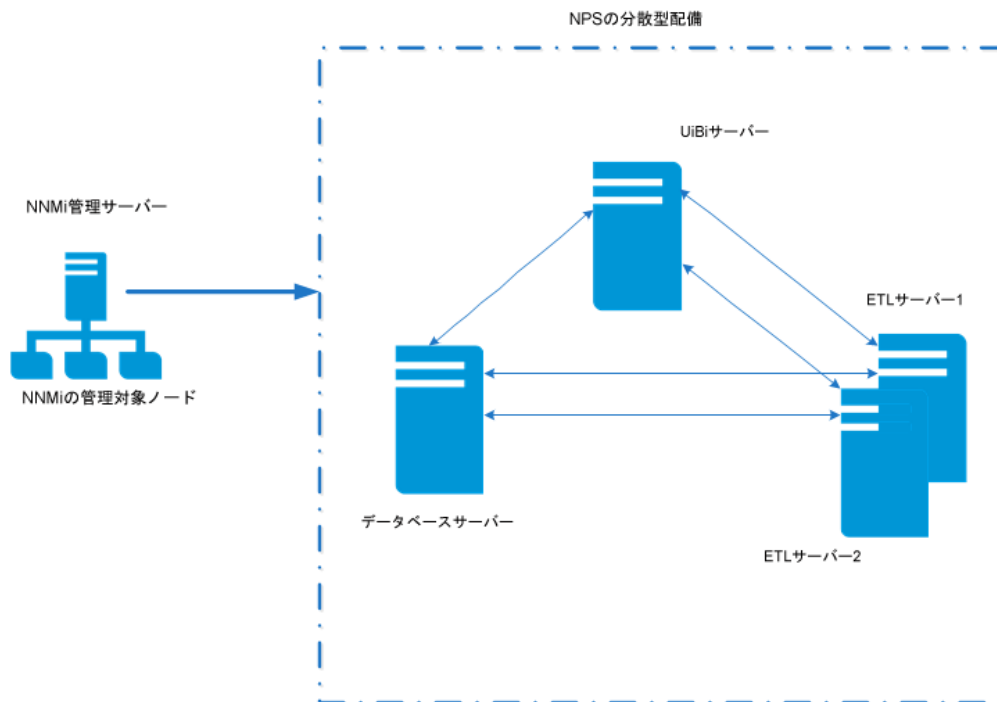 NPSの分散型配備
UiBiサーバー
NNMi管理サーバー
ETLサーバー1
NNMiの管理対象ノード
データベースサーバー
ETLサーバー2